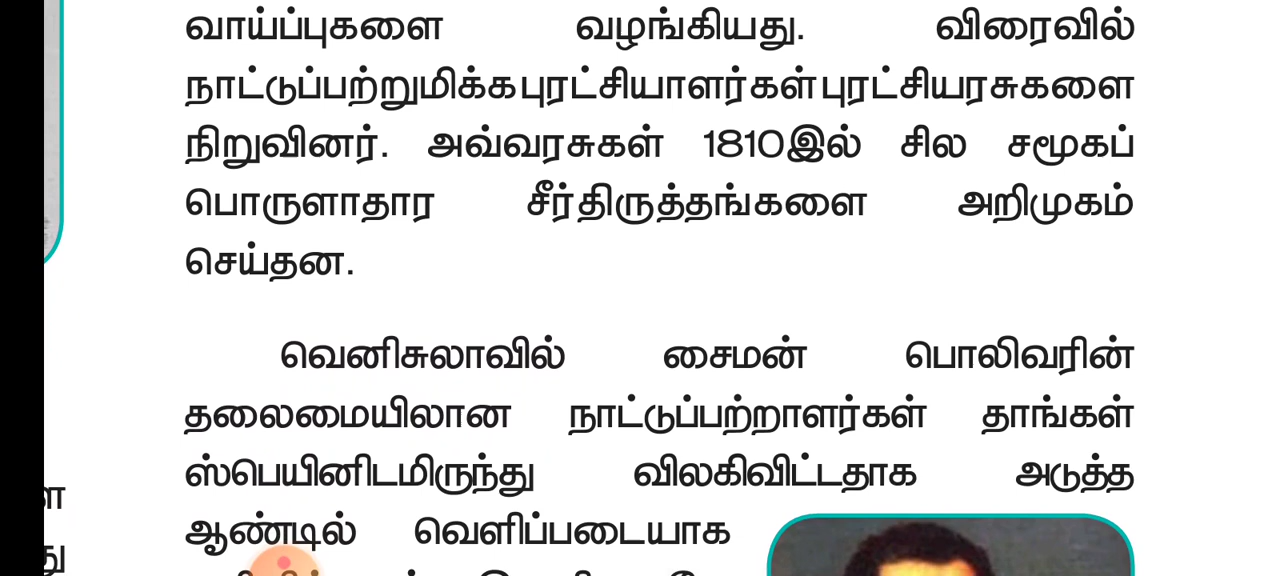 வாய்ப்புகளை வழங்கியது. விரைவில்
நாட்டுப்பற்றுமிக்க புரட்சியாளர்கள் புரட்சியரசுகளை
நிறுவினர். அவ்வரசுகள் 1810இல் சில சமூகப்
பொருளாதார சீர்திருத்தங்களை அறிமுகம்
செய்தன.
வெனிசுலாவில் சைமன் பொலிவரின்
தலைமையிலான நாட்டுப்பற்றாளர்கள் தாங்கள்
ஸ்பெயினிடமிருந்து விலகிவிட்டதாக அடுத்த
ஆண்டில் வெளிப்படையாக